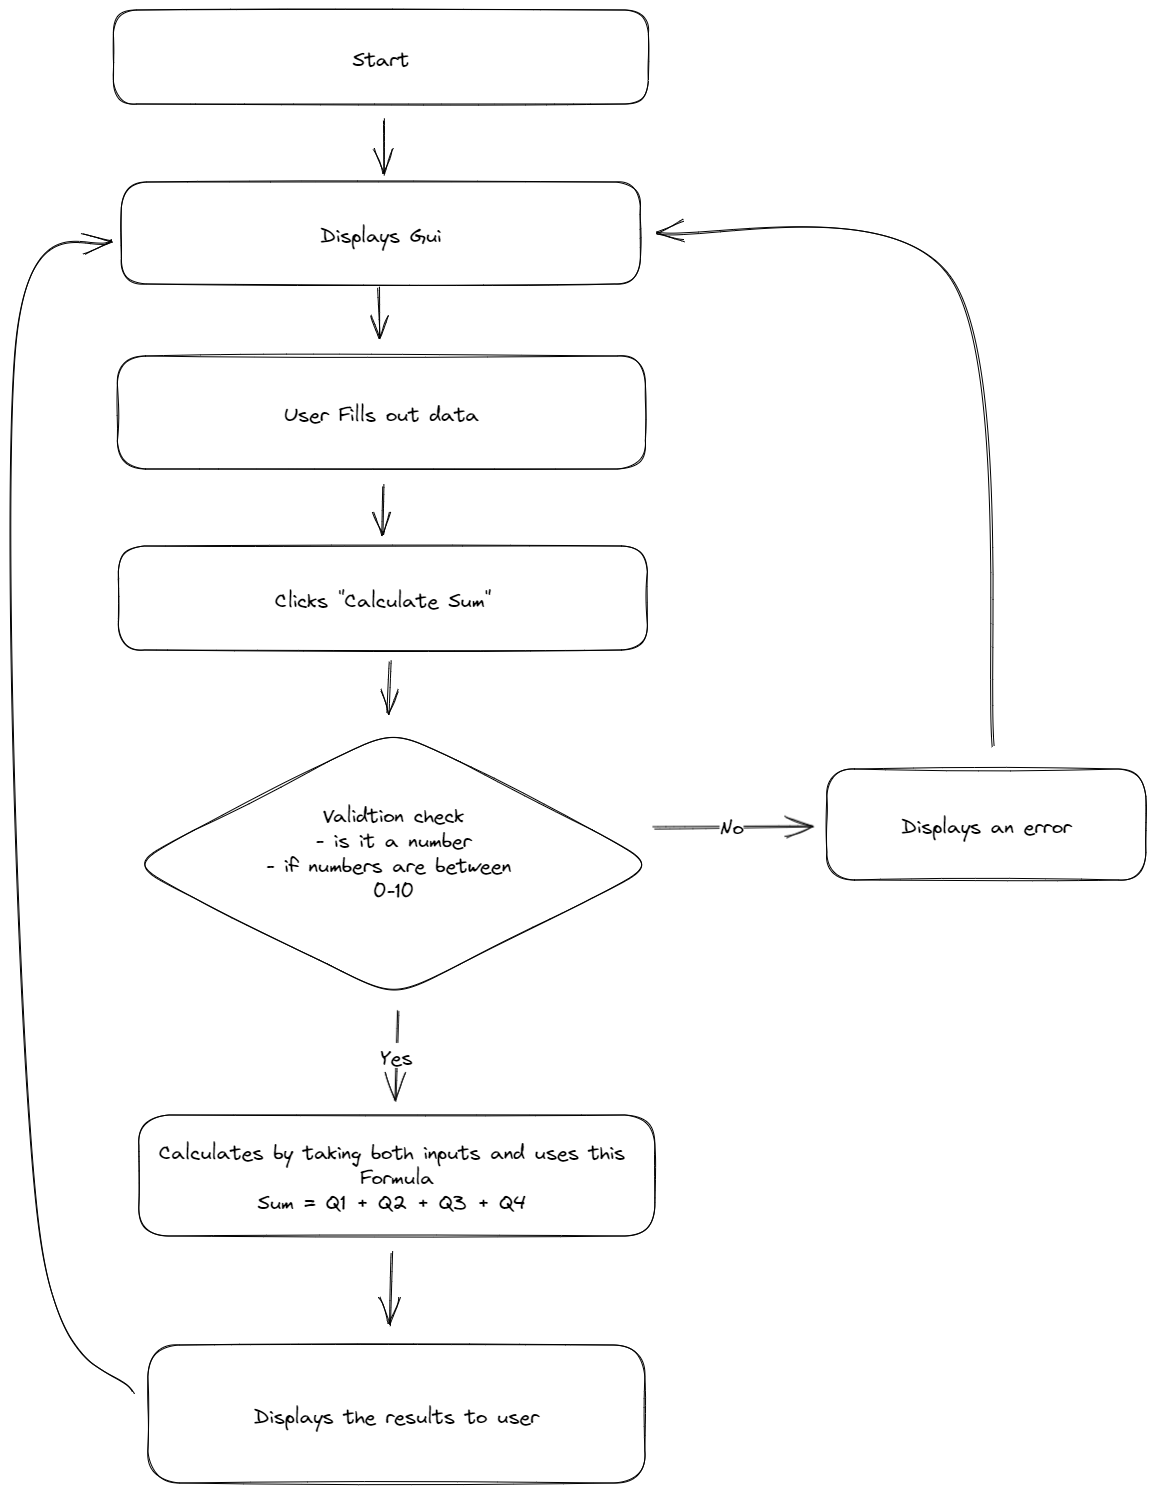 Start
Displays Gui
User Fills out data
Clicks "Calculate Sum"
Validtion check
- is it a number
- if numbers are between
0-10
No
Displays an error
Yes
Calculates by taking both inputs and uses this
Formula
Sum = Q1 + Q2 + Q3 + Q4
Displays the results to user